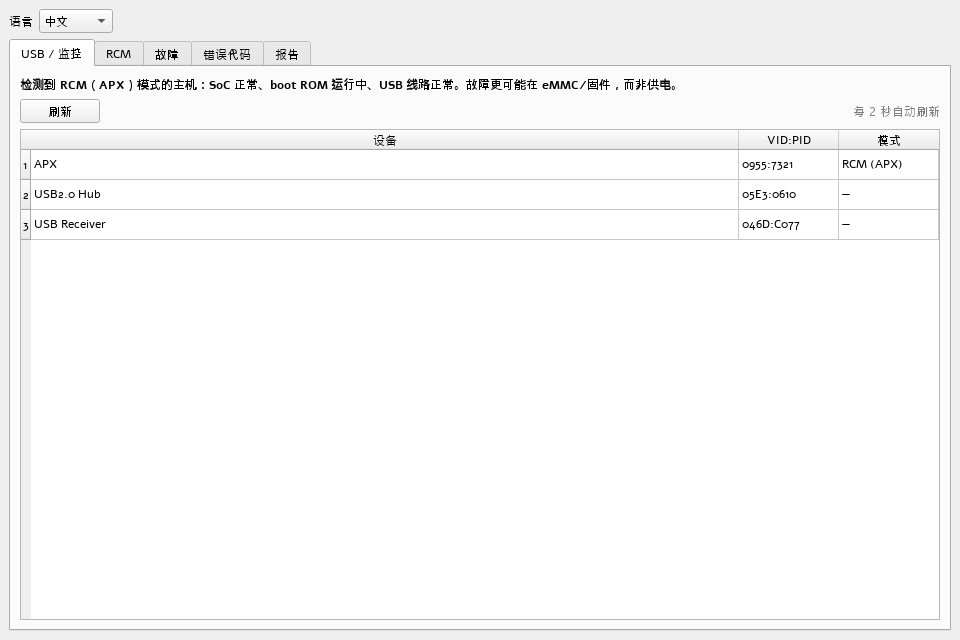 语言 中文
USB / 监控 RCM 故障 错误代码 报告
检测到 RCM（APX）模式的主机：SoC 正常、boot ROM 运行中、USB 线路正常。故障更可能在 eMMC/固件，而非供电。
刷新 每 2 秒自动刷新
设备 VID:PID 模式
1 APX 0955:7321 RCM (APX)
2 USB2.0 Hub 05E3:0610 —
3 USB Receiver 046D:C077 —